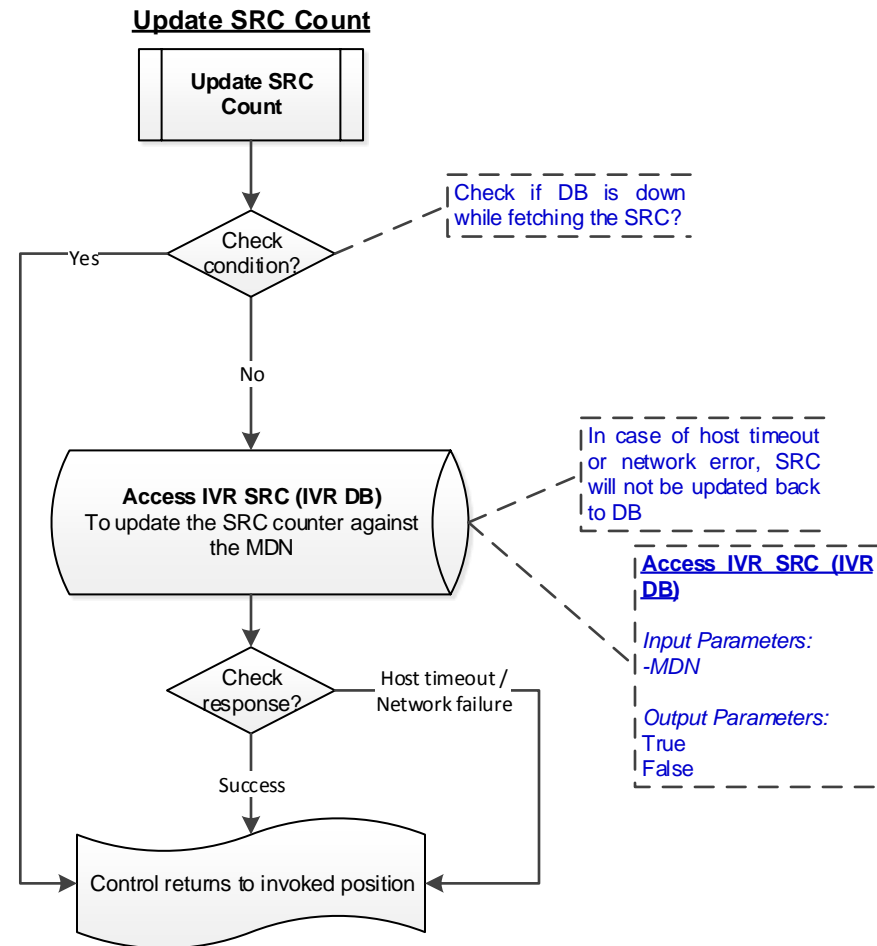 Update SRC Count
Update SRC
Count
Check if DB is down
while fetching the SRC?
Check
condition?
Yes
No
In case of host timeout
or network error, SRC
will not be updated back
to DB
Access IVR SRC (IVR DB)
To update the SRC counter against
the MDN
Access IVR SRC (IVR
DB)
Input Parameters:
-MDN
Output Parameters:
True
False
Check
response?
Host timeout /
Network failure
Success
Control returns to invoked position